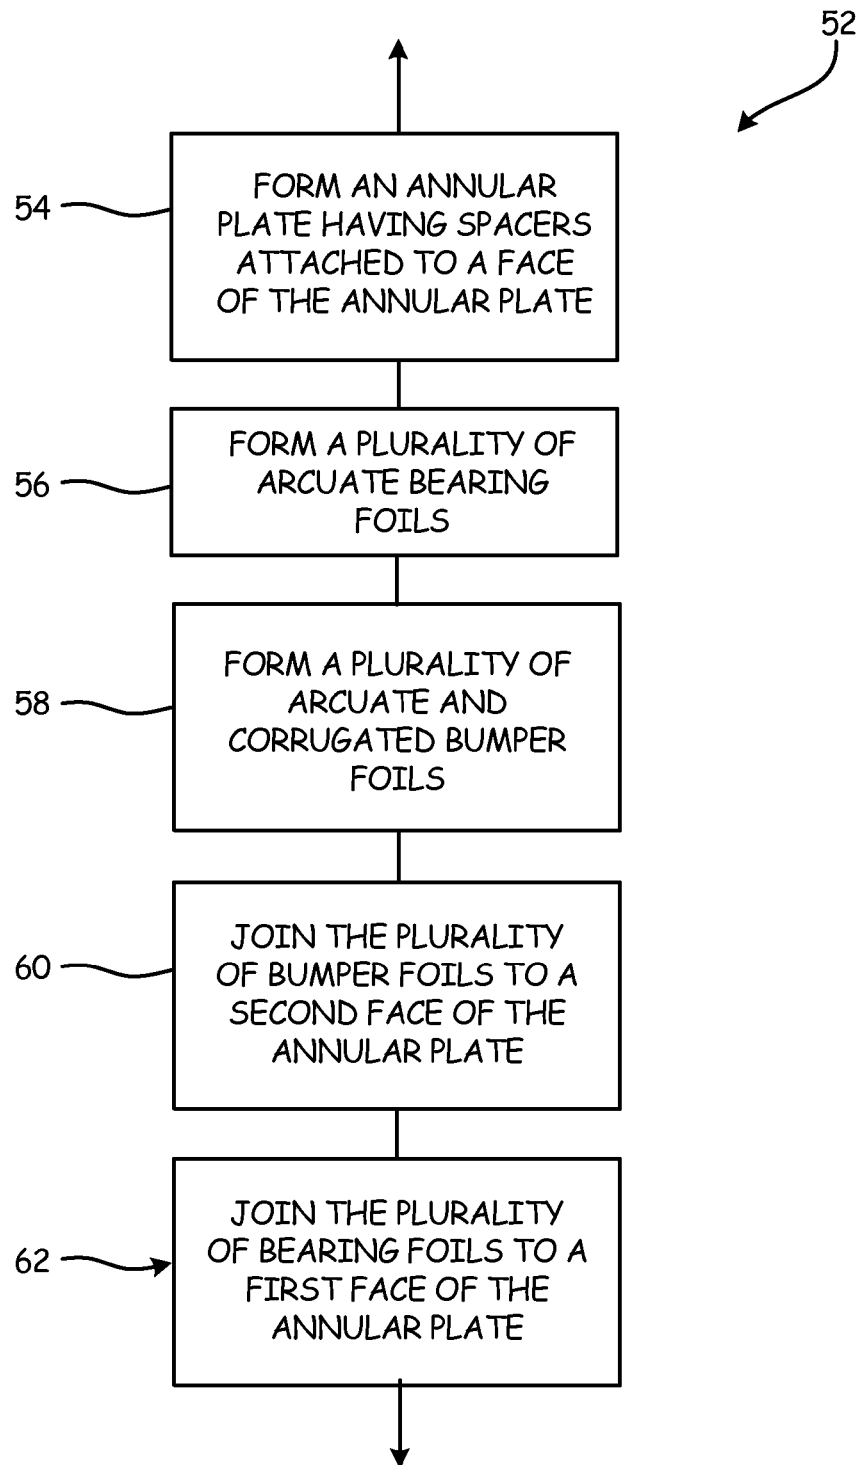 52
54
FORM AN ANNULAR
PLATE HAVING SPACERS
ATTACHED TO A FACE
OF THE ANNULAR PLATE
56
FORM A PLURALITY OF
ARCUATE BEARING
FOILS
58
FORM A PLURALITY OF
ARCUATE AND
CORRUGATED BUMPER
FOILS
60
JOIN THE PLURALITY
OF BUMPER FOILS TO A
SECOND FACE OF THE
ANNULAR PLATE
62
JOIN THE PLURALITY
OF BEARING FOILS TO A
FIRST FACE OF THE
ANNULAR PLATE